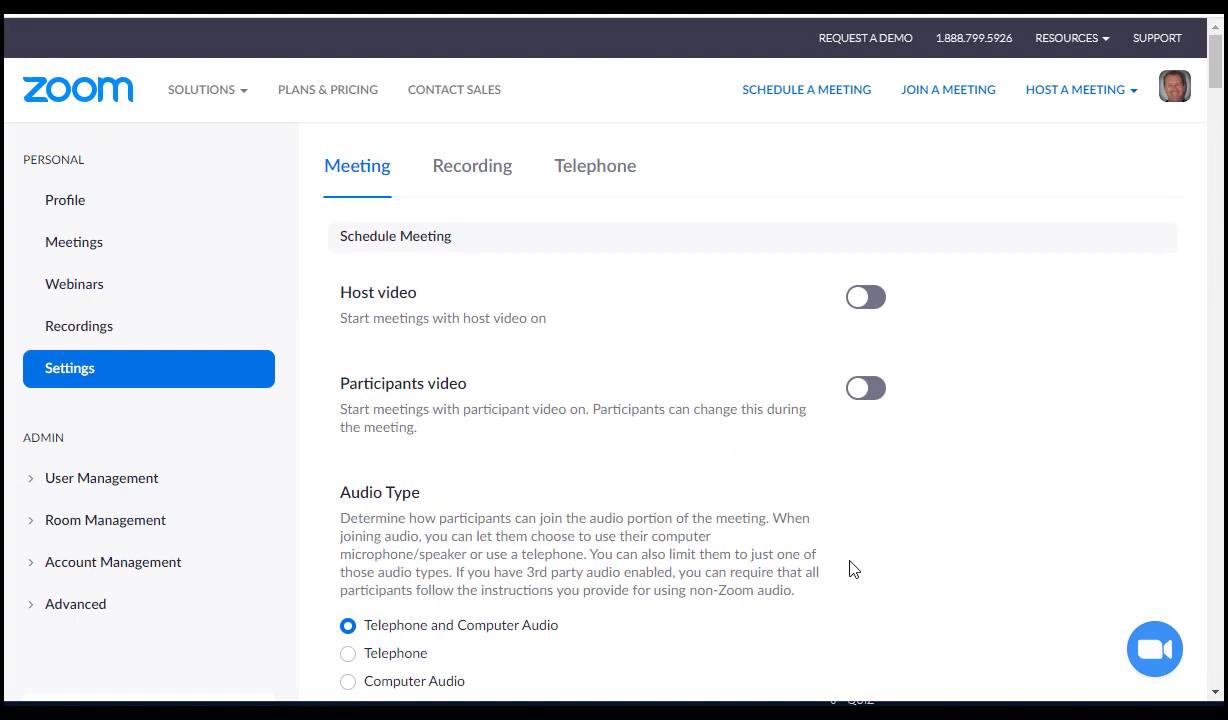 REQUEST A DEMO 1.888.799.5926 RESOURCES SUPPORT
zoom SOLUTIONS PLANS & PRICING CONTACT SALES SCHEDULE A MEETING JOIN A MEETING HOST A MEETING
PERSONAL
Profile
Meetings
Webinars
Recordings
Settings
ADMIN
User Management
Room Management
Account Management
Advanced
Meeting Recording Telephone
Schedule Meeting
Host video
Start meetings with host video on
Participants video
Start meetings with participant video on. Participants can change this during
the meeting.
Audio Type
Determine how participants can join the audio portion of the meeting. When
joining audio, you can let them choose to use their computer
microphone/speaker or use a telephone. You can also limit them to just one of
those audio types. If you have 3rd party audio enabled, you can require that all
participants follow the instructions you provide for using non-Zoom audio.
Telephone and Computer Audio
Telephone
Computer Audio